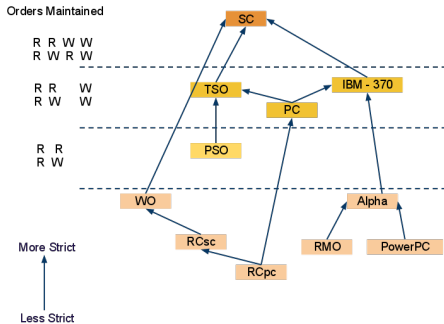 Orders Maintained
SC
R R W W
R W R W
TSO
IBM - 370
R R W
R W W
PC
PSO
R R
R W
WO
Alpha
RCsc
RMO
PowerPC
More Strict
RCpc
Less Strict